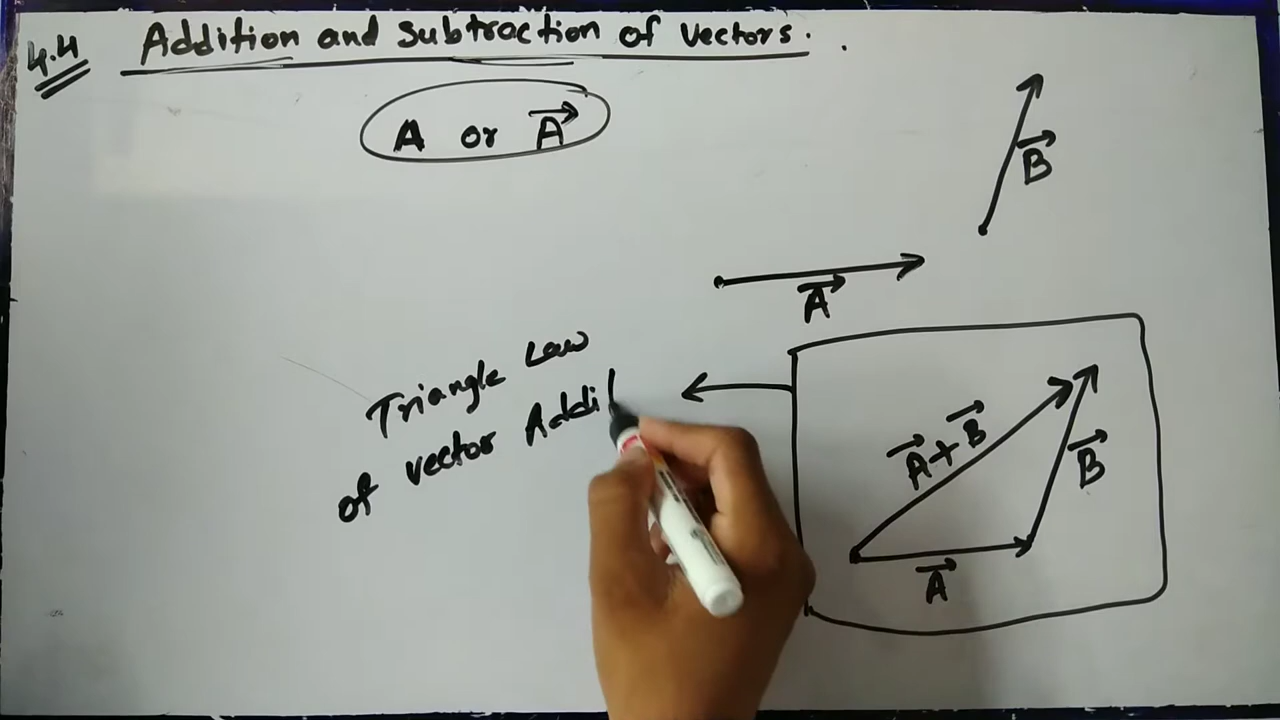 4.4 Addition and Subtraction of vectors.
A or A⃗
B⃗
A⃗
Triangle Law
of vector Addi
A⃗+B⃗
B⃗
A⃗